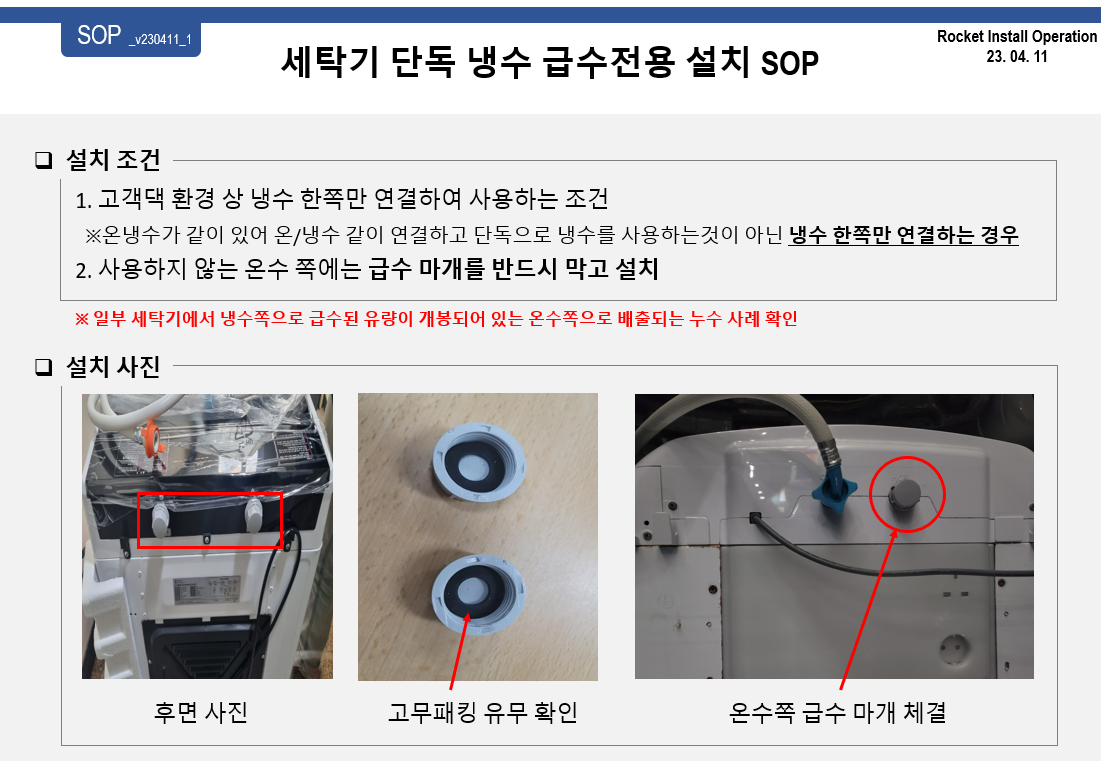 SOP _v230411_1
Rocket Install Operation
23. 04. 11
세탁기 단독 냉수 급수전용 설치 SOP
❑ 설치 조건
1. 고객댁 환경 상 냉수 한쪽만 연결하여 사용하는 조건
※온냉수가 같이 있어 온/냉수 같이 연결하고 단독으로 냉수를 사용하는것이 아닌 냉수 한쪽만 연결하는 경우
2. 사용하지 않는 온수 쪽에는 급수 마개를 반드시 막고 설치
※ 일부 세탁기에서 냉수쪽으로 급수된 유량이 개봉되어 있는 온수쪽으로 배출되는 누수 사례 확인
❑ 설치 사진
후면 사진
고무패킹 유무 확인
온수쪽 급수 마개 체결